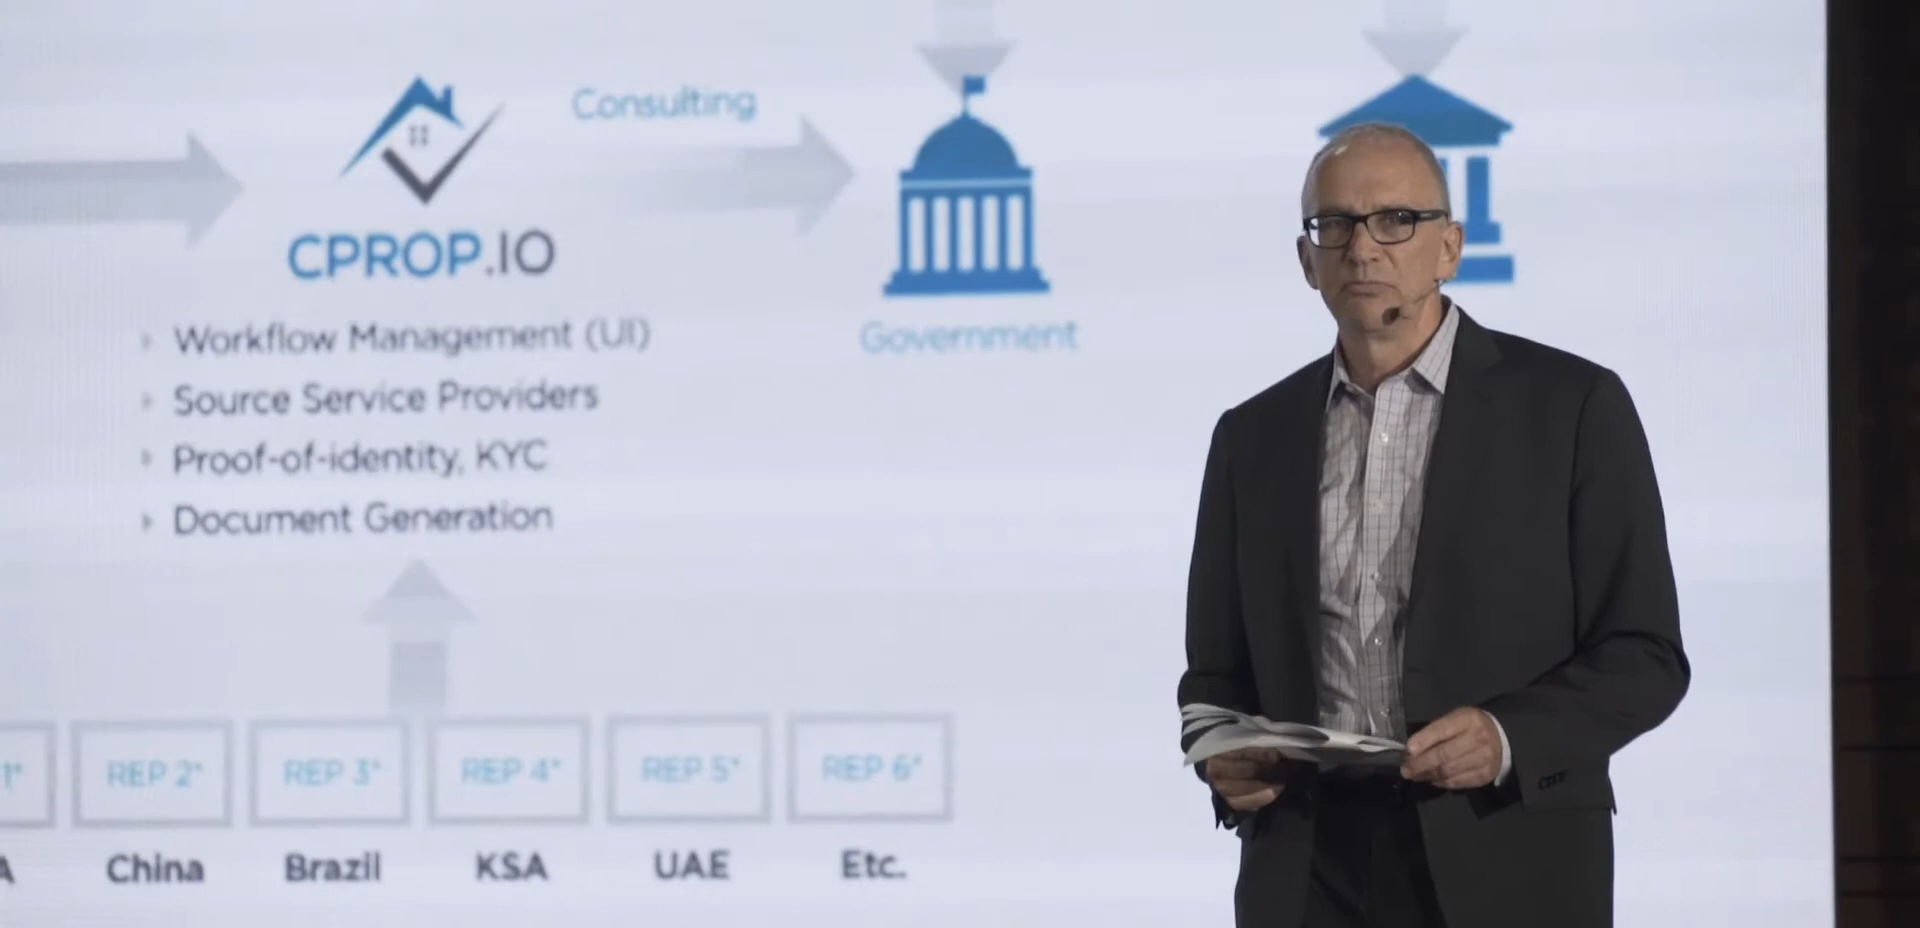 Consulting
CPROP.IO
Government
Workflow Management (UI)
Source Service Providers
Proof-of-identity, KYC
Document Generation
1*
REP 2*
REP 3*
REP 4*
REP 5*
REP 6*
A
China
Brazil
KSA
UAE
Etc.